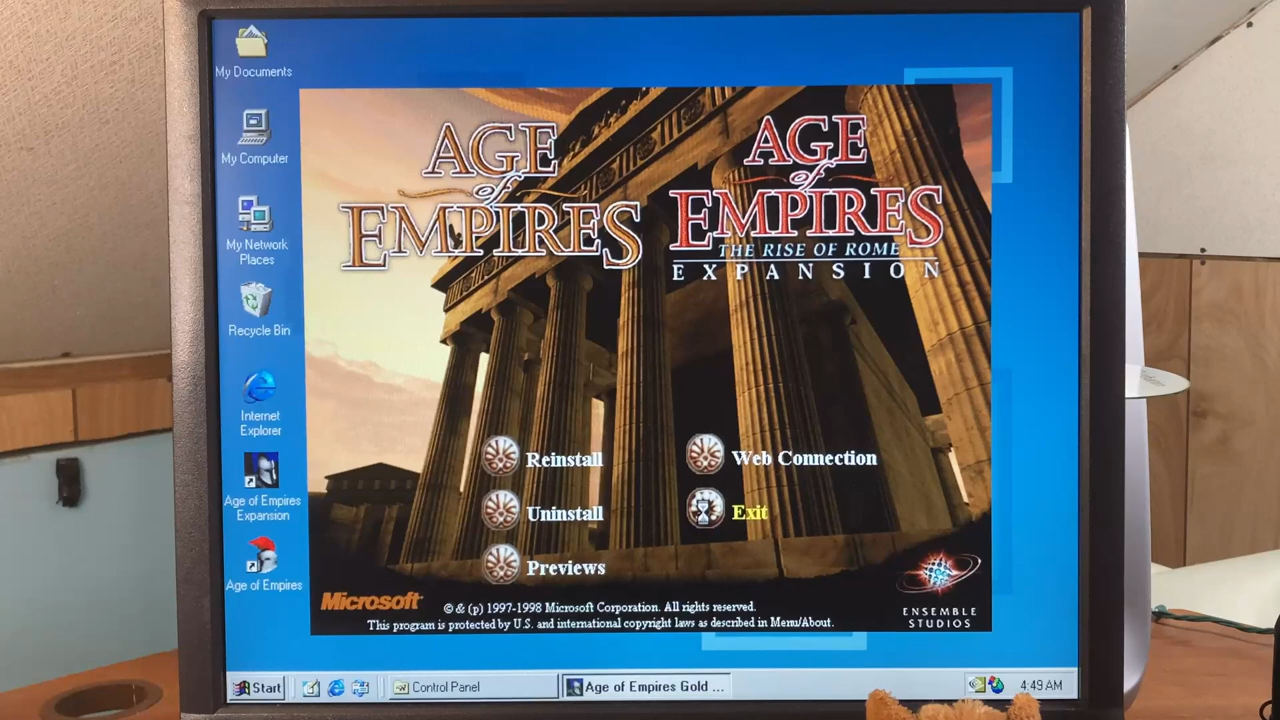 My Documents
My Computer
My Network
Places
Recycle Bin
Internet
Explorer
Age of Empires
Expansion
Age of Empires
AGE
of
EMPIRES
AGE
of
EMPIRES
THE RISE OF ROME
EXPANSION
Reinstall
Uninstall
Previews
Web Connection
Exit
Microsoft
© & (p) 1997-1998 Microsoft Corporation. All rights reserved.
This program is protected by U.S. and international copyright laws as described in Menu/About.
ENSEMBLE
STUDIOS
Start
Control Panel
Age of Empires Gold ...
4:49 AM